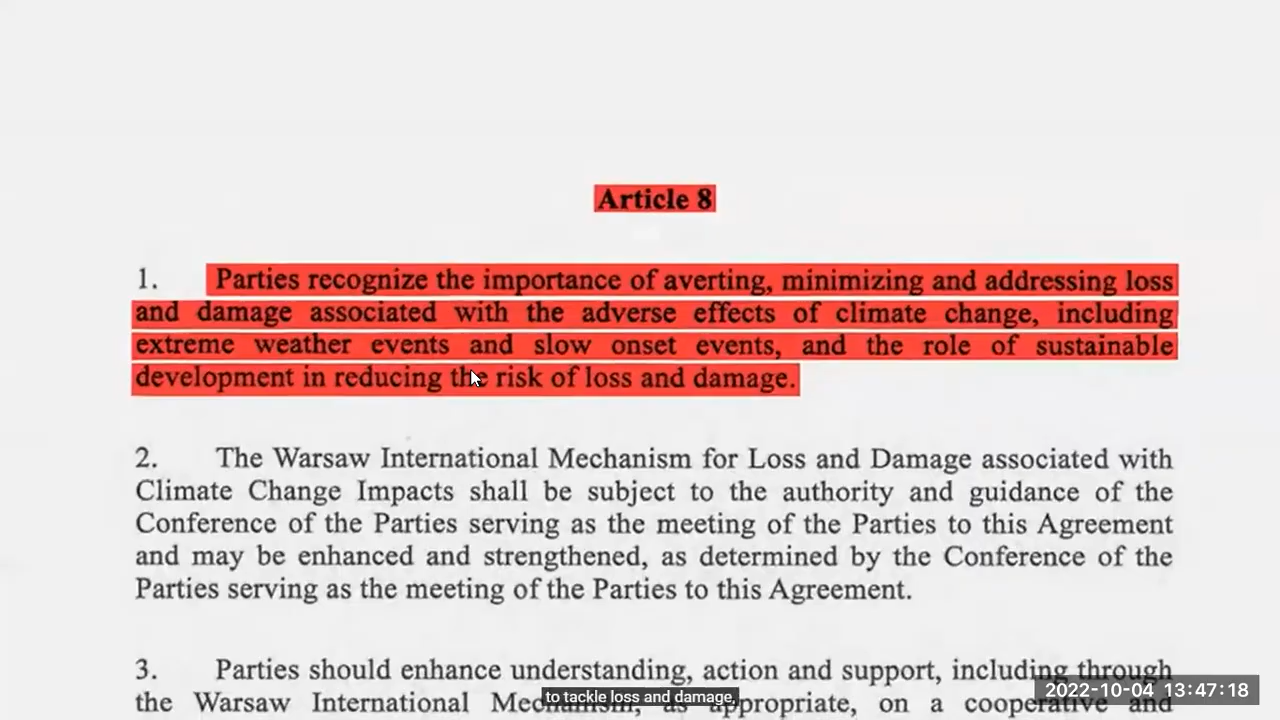 Article 8
1. Parties recognize the importance of averting, minimizing and addressing loss
and damage associated with the adverse effects of climate change, including
extreme weather events and slow onset events, and the role of sustainable
development in reducing the risk of loss and damage.
2. The Warsaw International Mechanism for Loss and Damage associated with
Climate Change Impacts shall be subject to the authority and guidance of the
Conference of the Parties serving as the meeting of the Parties to this Agreement
and may be enhanced and strengthened, as determined by the Conference of the
Parties serving as the meeting of the Parties to this Agreement.
3. Parties should enhance understanding, action and support, including through
the Warsaw International Mechanism, as appropriate, on a cooperative and
to tackle loss and damage,
2022-10-04 13:47:18